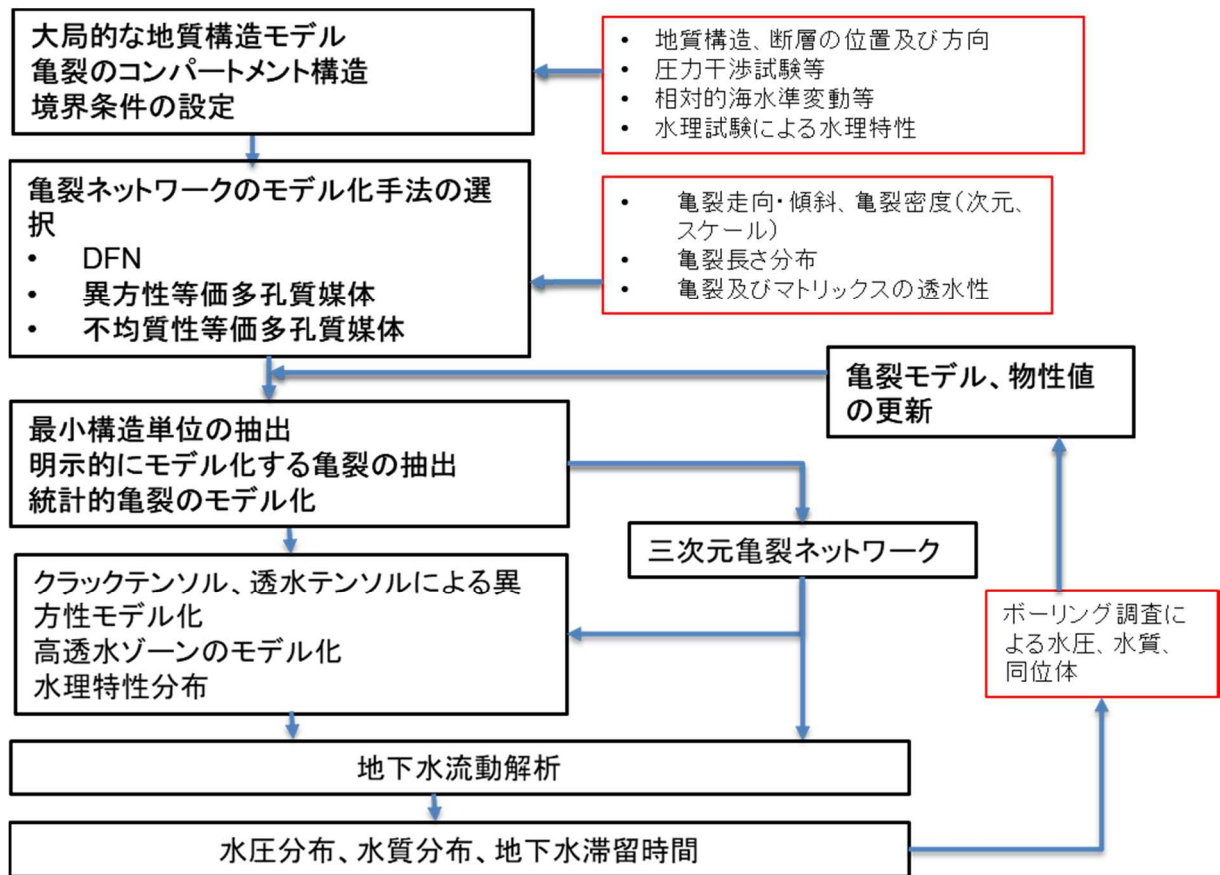 大局的な地質構造モデル
亀裂のコンパートメント構造
境界条件の設定
• 地質構造、断層の位置及び方向
• 圧力干渉試験等
• 相対的海水準変動等
• 水理試験による水理特性
亀裂ネットワークのモデル化手法の選
択
• DFN
• 異方性等価多孔質媒体
• 不均質性等価多孔質媒体
• 亀裂走向・傾斜、亀裂密度(次元、
スケール)
• 亀裂長さ分布
• 亀裂及びマトリックスの透水性
亀裂モデル、物性値
の更新
最小構造単位の抽出
明示的にモデル化する亀裂の抽出
統計的亀裂のモデル化
三次元亀裂ネットワーク
クラックテンソル、透水テンソルによる異
方性モデル化
高透水ゾーンのモデル化
水理特性分布
ボーリング調査に
よる水圧、水質、
同位体
地下水流動解析
水圧分布、水質分布、地下水滞留時間